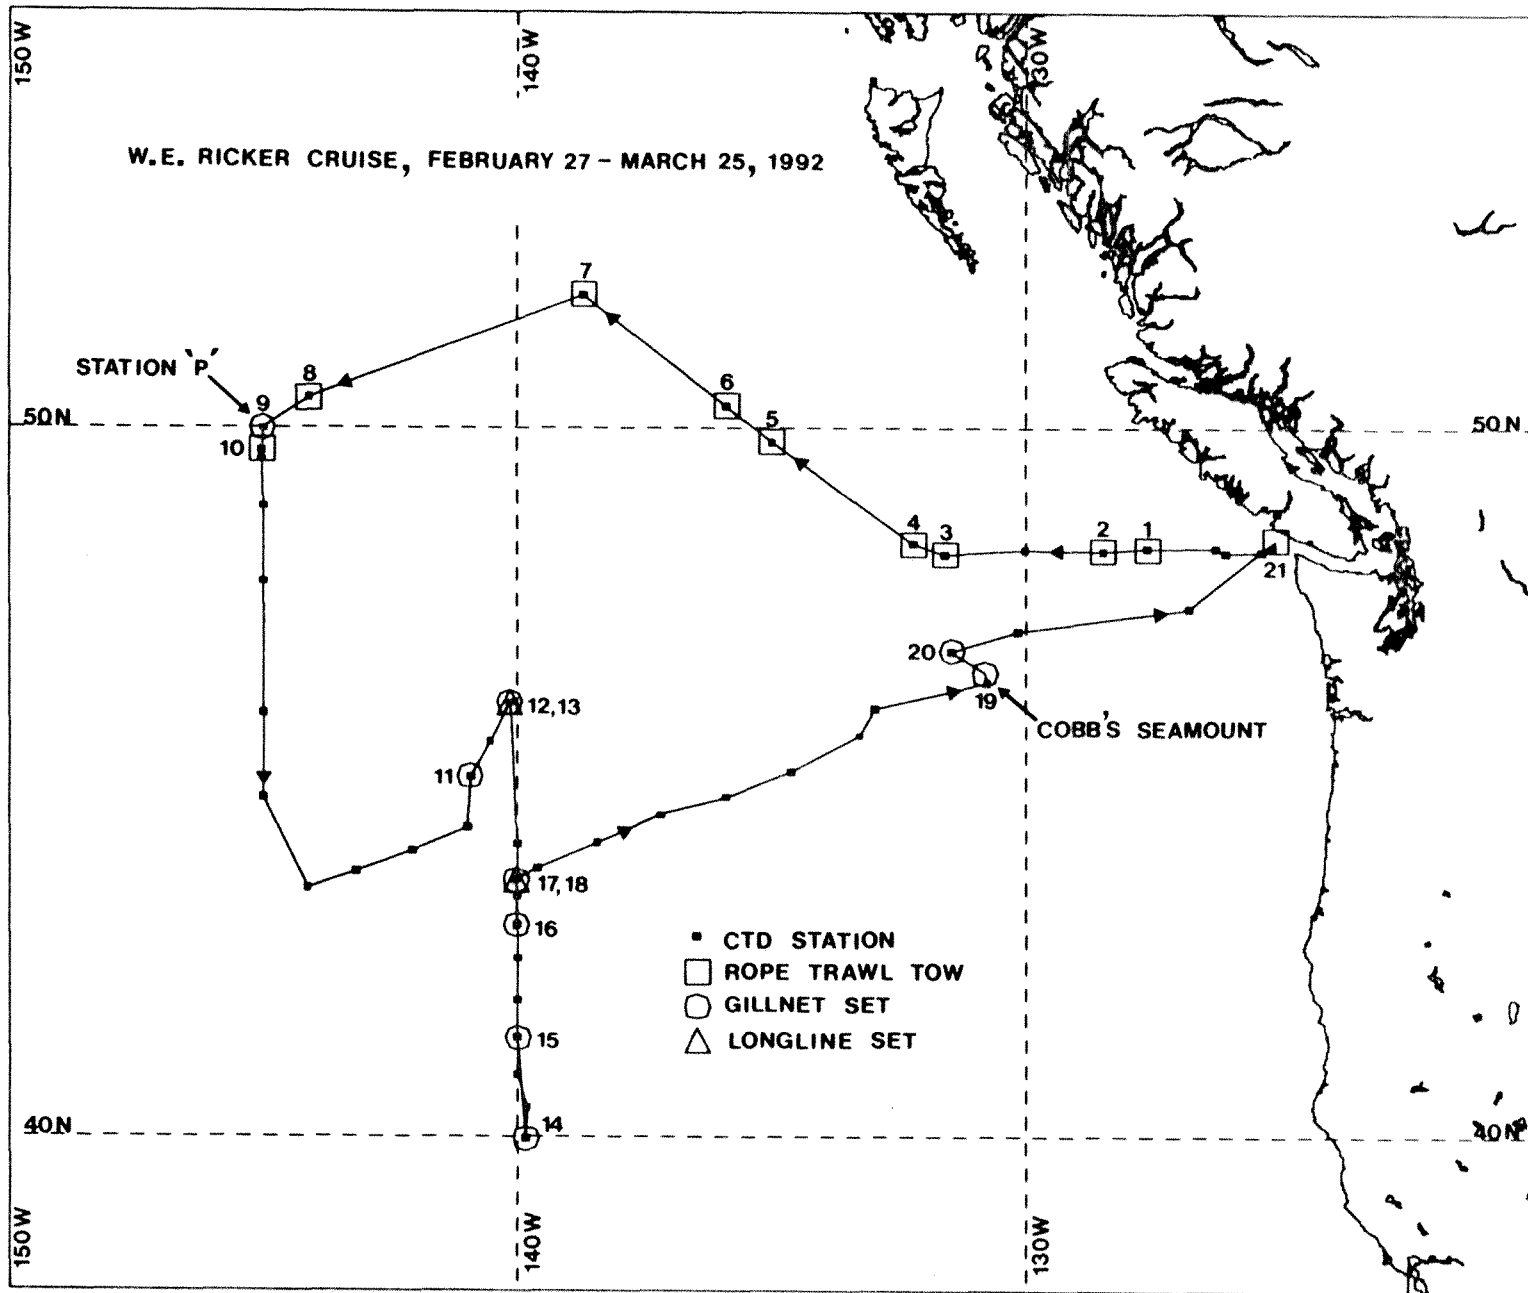 150W
140W
130W
W.E. RICKER CRUISE, FEBRUARY 27 – MARCH 25, 1992
7
STATION 'P'
8
6
9
50N
50N
5
10
4
3
2
1
21
20
19
12,13
COBB'S SEAMOUNT
11
17,18
16
CTD STATION
ROPE TRAWL TOW
GILLNET SET
15
LONGLINE SET
14
40N
40N
150W
140W
130W